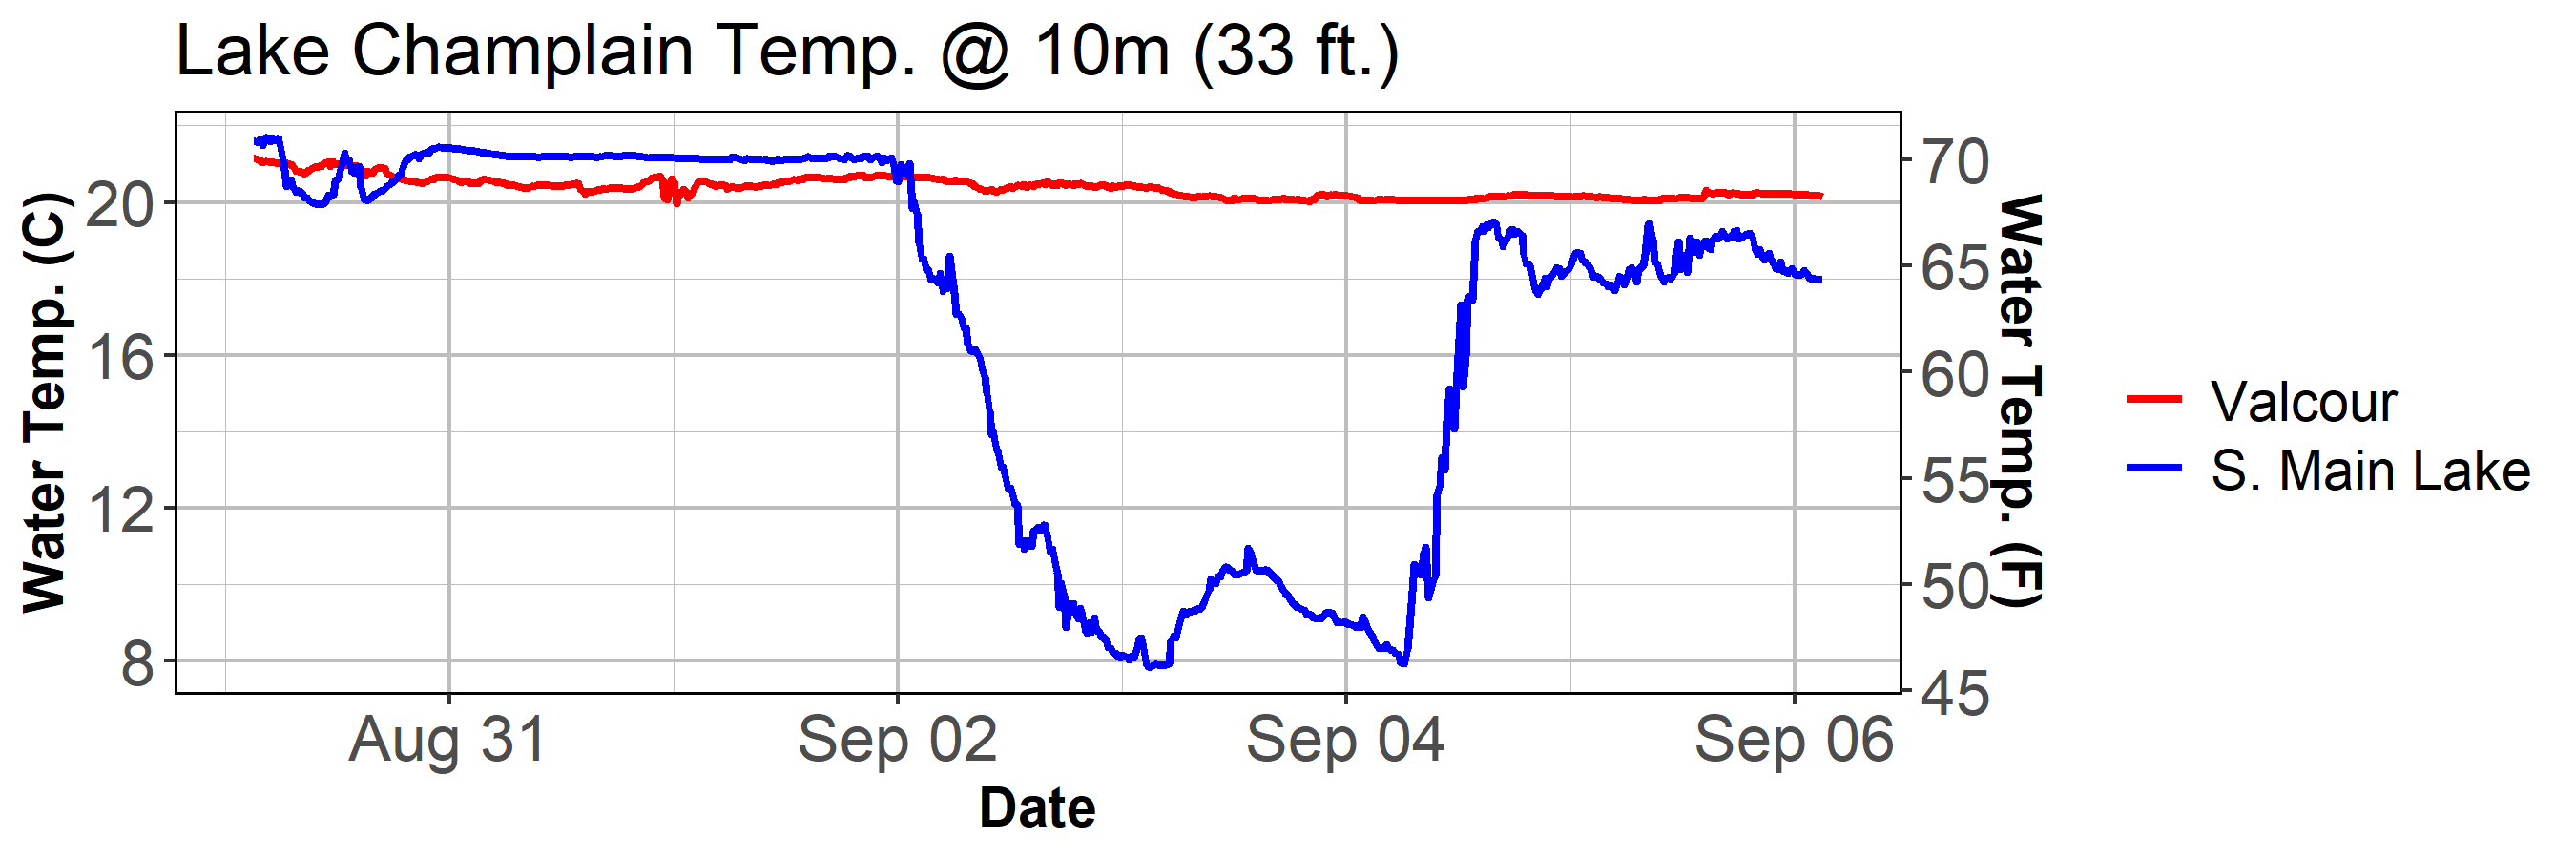 Lake Champlain Temp. @ 10m (33 ft.)
Water Temp. (C)
20
16
12
8
70
65
60
55
50
45
Water Temp. (F)
Aug 31
Sep 02
Sep 04
Sep 06
Date
Valcour
S. Main Lake